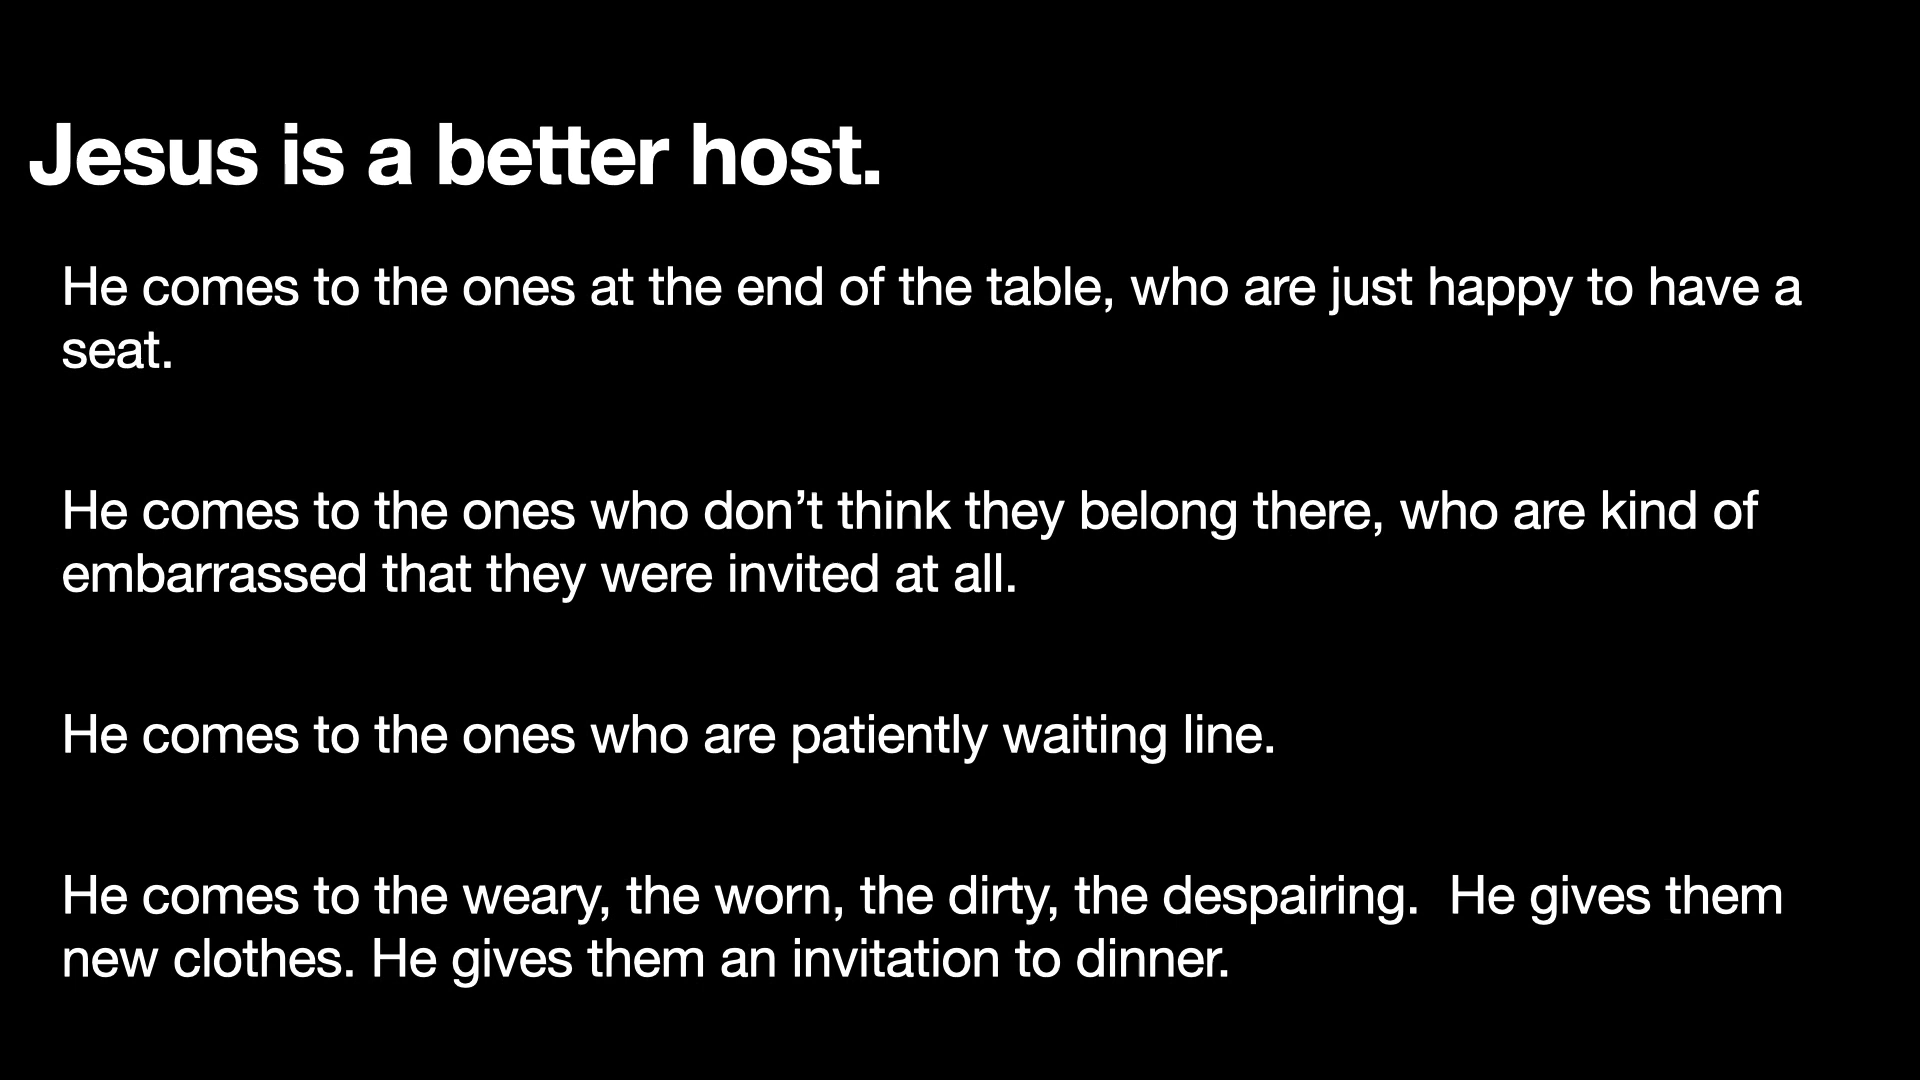 Jesus is a better host.
He comes to the ones at the end of the table, who are just happy to have a
seat.
He comes to the ones who don’t think they belong there, who are kind of
embarrassed that they were invited at all.
He comes to the ones who are patiently waiting line.
He comes to the weary, the worn, the dirty, the despairing.  He gives them
new clothes. He gives them an invitation to dinner.